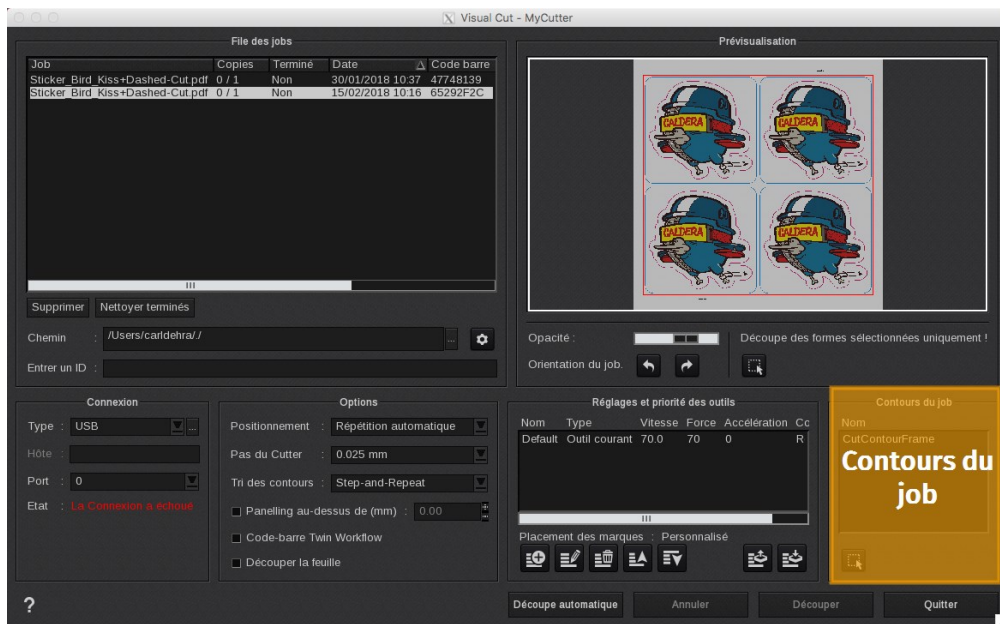 Visual Cut - MyCutter
File des jobs
Job Copies Terminé Date Code barre
Sticker_Bird_Kiss+Dashed-Cut.pdf 0 / 1 Non 30/01/2018 10:37 47748139
Sticker_Bird_Kiss+Dashed-Cut.pdf 0 / 1 Non 15/02/2018 10:16 65292F2C
Supprimer Nettoyer terminés
Chemin : /Users/carldehra/./ ...
Entrer un ID :
Prévisualisation
CALDERA CALDERA
CALDERA CALDERA
Opacité :
Découpe des formes sélectionnées uniquement !
Orientation du job.
Connexion
Type : USB ...
Hôte :
Port : 0
Etat : La Connexion a échoué
Options
Positionnement : Répétition automatique
Pas du Cutter : 0.025 mm
Tri des contours : Step-and-Repeat
Panelling au-dessus de (mm) : 0.00
Code-barre Twin Workflow
Découper la feuille
Réglages et priorité des outils
Nom Type Vitesse Force Accélération Cc
Default Outil courant 70.0 70 0 R
Placement des marques : Personnalisé
Contours du job
Nom
CutContourFrame
Contours du
job
?
Découpe automatique Annuler Découper Quitter